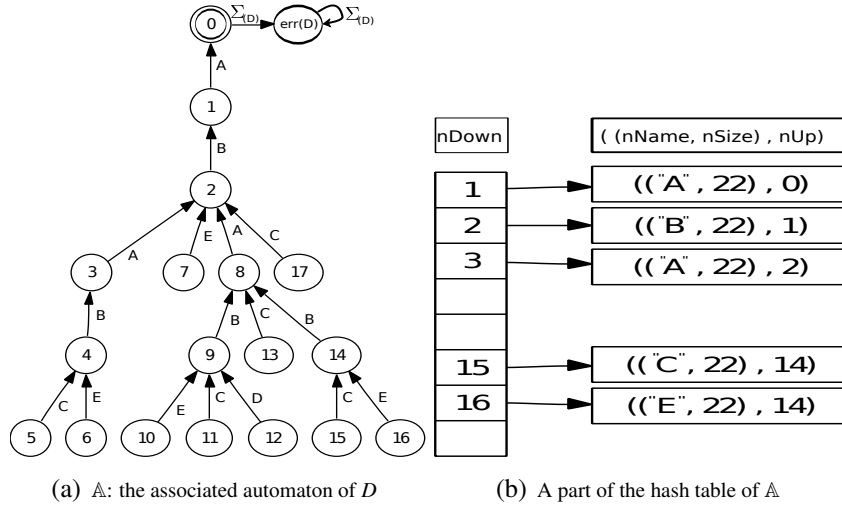 0
Σ(D)
err(D)
Σ(D)
A
1
B
2
A
E
A
C
3
7
8
17
B
B
C
B
4
9
13
14
C
E
E
C
D
C
E
5
6
10
11
12
15
16
(a) 𝔸: the associated automaton of D
nDown
( (nName, nSize) , nUp)
1
(("A" , 22) , 0)
2
(("B" , 22) , 1)
3
(("A" , 22) , 2)
15
(("C" , 22) , 14)
16
(("E" , 22) , 14)
(b) A part of the hash table of 𝔸